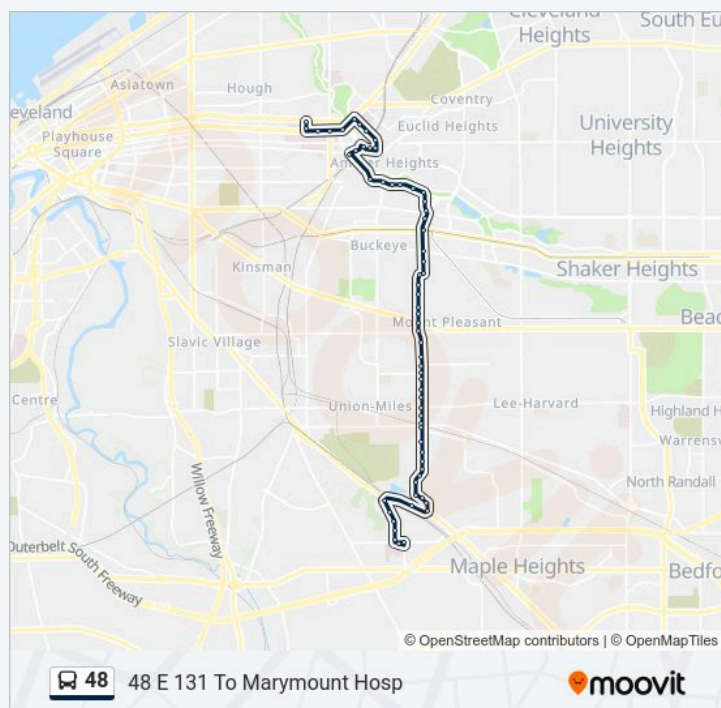 Cleveland
Heights
South Eu
Asiatown
Hough
Coventry
eveland
Playhouse
Square
Euclid Heights
University
Heights
Heights
Buckeye
Kinsman
Shaker Heights
Mount Pleasant
Beac
Slavic Village
Centre
Union-Miles
Lee-Harvard
Highland H
Warrensv
Willow Freeway
North Randall
Outerbelt South Freeway
Maple Heights
Bedfo
© OpenStreetMap contributors | © OpenMapTiles
48 48 E 131 To Marymount Hosp
moovit